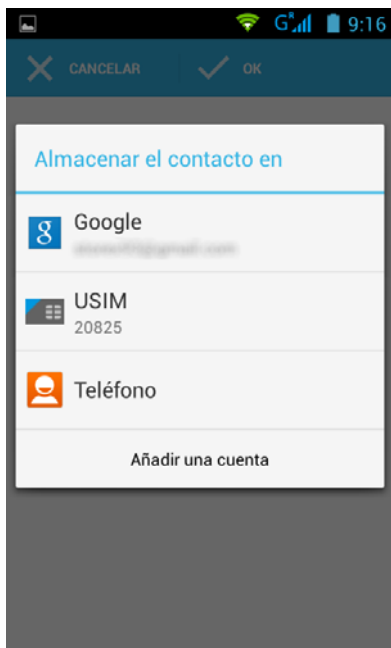 G R 9:16
CANCELAR OK
Almacenar el contacto en
g Google
USIM
20825
Teléfono
Añadir una cuenta